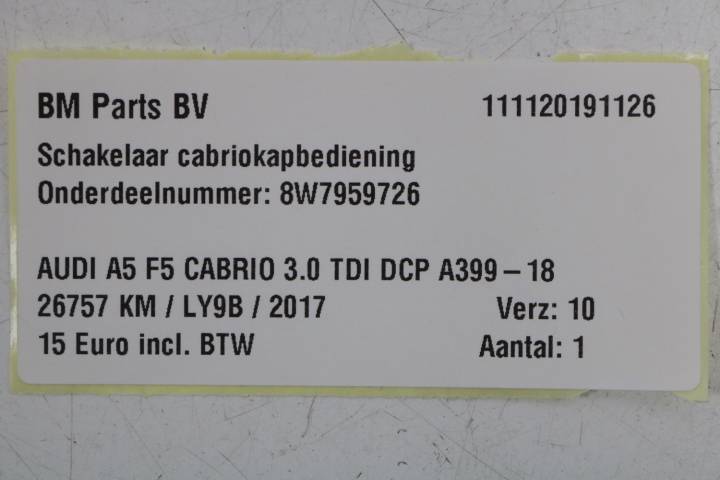 BM Parts BV 111120191126
Schakelaar cabriokapbediening
Onderdeelnummer: 8W7959726
AUDI A5 F5 CABRIO 3.0 TDI DCP A399-18
26757 KM / LY9B / 2017 Verz: 10
15 Euro incl. BTW Aantal: 1